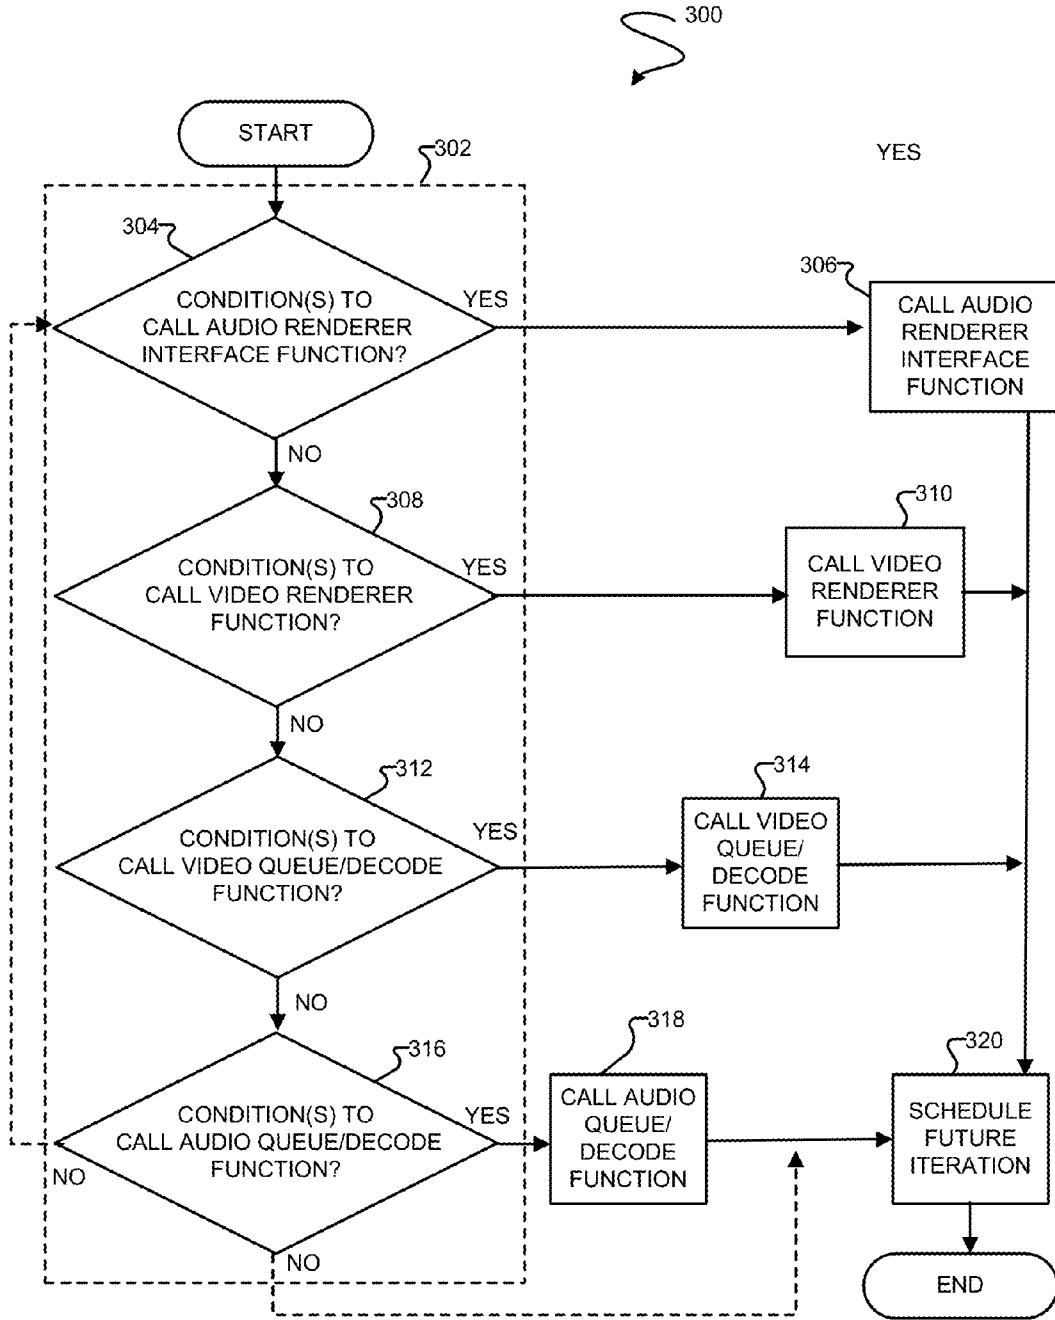 300
START
302
YES
304
CONDITION(S) TO
CALL AUDIO RENDERER
INTERFACE FUNCTION?
YES
306
CALL AUDIO
RENDERER
INTERFACE
FUNCTION
NO
308
CONDITION(S) TO
CALL VIDEO RENDERER
FUNCTION?
YES
310
CALL VIDEO
RENDERER
FUNCTION
NO
312
CONDITION(S) TO
CALL VIDEO QUEUE/DECODE
FUNCTION?
YES
314
CALL VIDEO
QUEUE/
DECODE
FUNCTION
NO
316
CONDITION(S) TO
CALL AUDIO QUEUE/DECODE
FUNCTION?
YES
NO
NO
318
CALL AUDIO
QUEUE/
DECODE
FUNCTION
320
SCHEDULE
FUTURE
ITERATION
END